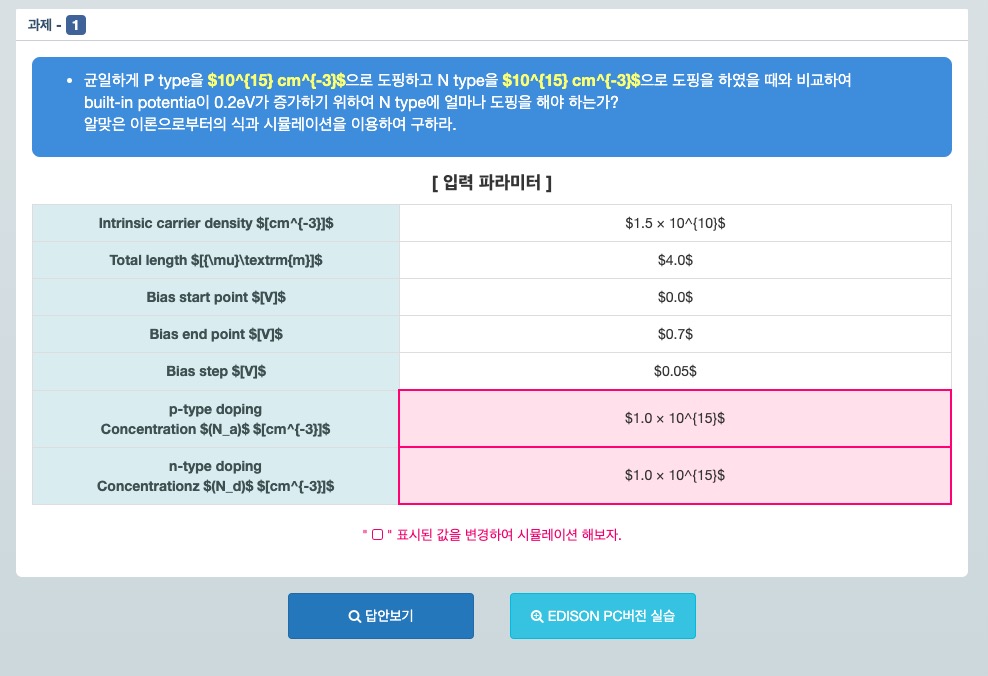 과제 - 1
• 균일하게 P type을 $10^{15} cm^{-3}$으로 도핑하고 N type을 $10^{15} cm^{-3}$으로 도핑을 하였을 때와 비교하여
built-in potentia이 0.2eV가 증가하기 위하여 N type에 얼마나 도핑을 해야 하는가?
알맞은 이론으로부터의 식과 시뮬레이션을 이용하여 구하라.
[ 입력 파라미터 ]
Intrinsic carrier density $[cm^{-3}]$ $1.5 × 10^{10}$
Total length $[{\mu}\textrm{m}]$ $4.0$
Bias start point $[V]$ $0.0$
Bias end point $[V]$ $0.7$
Bias step $[V]$ $0.05$
p-type doping
Concentration $(N_a)$ $[cm^{-3}]$ $1.0 × 10^{15}$
n-type doping
Concentrationz $(N_d)$ $[cm^{-3}]$ $1.0 × 10^{15}$
" □ " 표시된 값을 변경하여 시뮬레이션 해보자.
답안보기 EDISON PC버전 실습